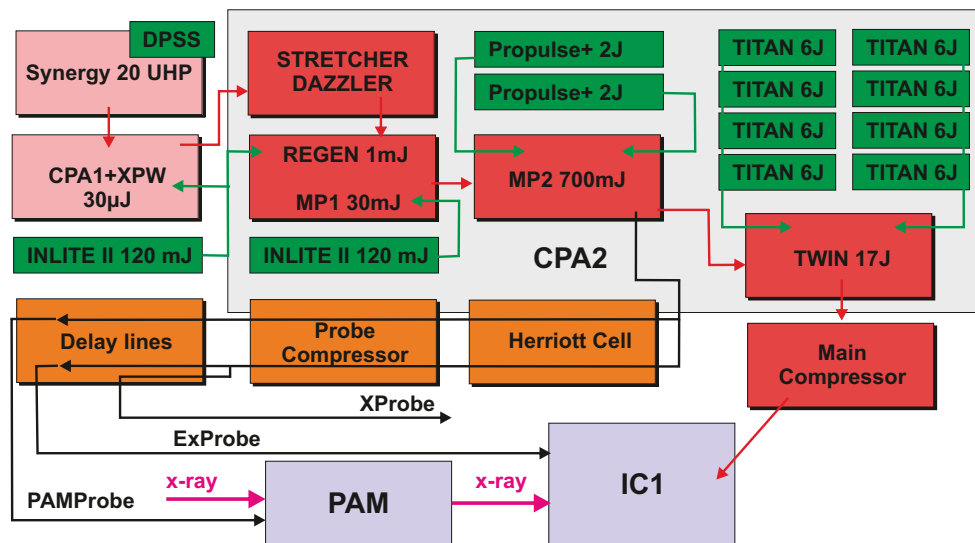 DPSS
Synergy 20 UHP
STRETCHER
DAZZLER
Propulse+ 2J
Propulse+ 2J
TITAN 6J
TITAN 6J
TITAN 6J
TITAN 6J
TITAN 6J
TITAN 6J
TITAN 6J
TITAN 6J
CPA1+XPW
30µJ
REGEN 1mJ
MP1 30mJ
MP2 700mJ
INLITE II 120 mJ
INLITE II 120 mJ
CPA2
TWIN 17J
Delay lines
Probe
Compressor
Herriott Cell
Main
Compressor
XProbe
ExProbe
PAMProbe
x-ray
PAM
x-ray
IC1